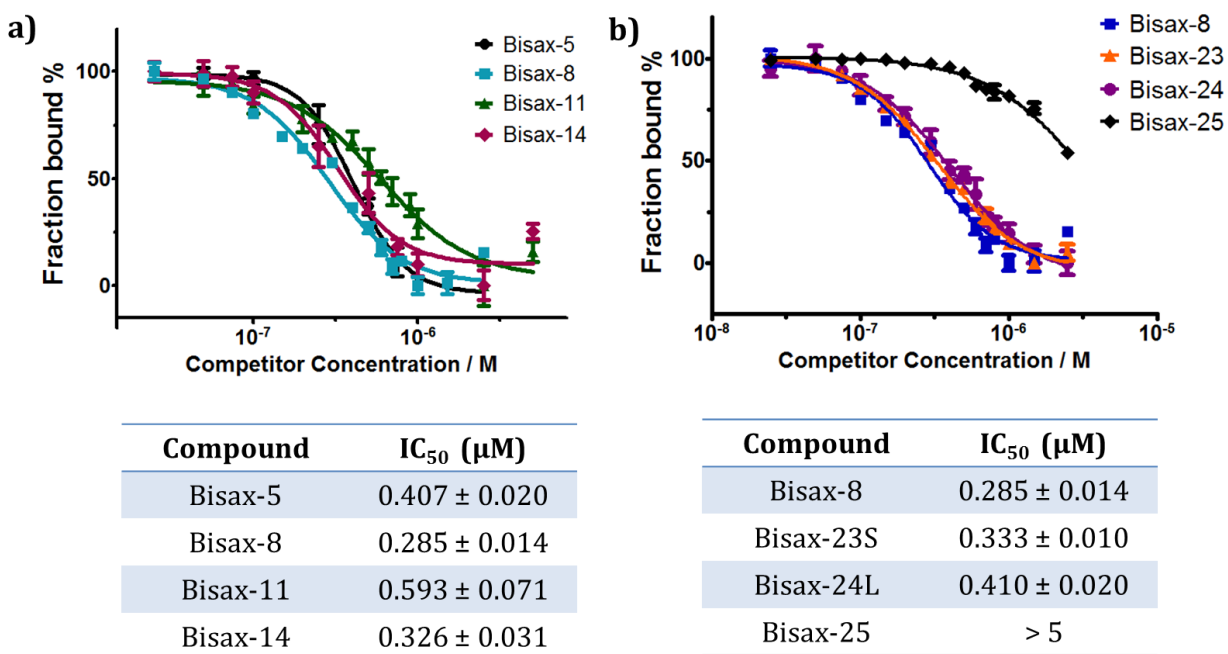 a)
Fraction bound %
100
50
0
10-7
10-6
Competitor Concentration / M
Bisax-5
Bisax-8
Bisax-11
Bisax-14
b)
Fraction bound %
100
50
0
10-8
10-7
10-6
10-5
Competitor Concentration / M
Bisax-8
Bisax-23
Bisax-24
Bisax-25
Compound IC50 (μM)
Bisax-5 0.407 ± 0.020
Bisax-8 0.285 ± 0.014
Bisax-11 0.593 ± 0.071
Bisax-14 0.326 ± 0.031
Compound IC50 (μM)
Bisax-8 0.285 ± 0.014
Bisax-23S 0.333 ± 0.010
Bisax-24L 0.410 ± 0.020
Bisax-25 > 5